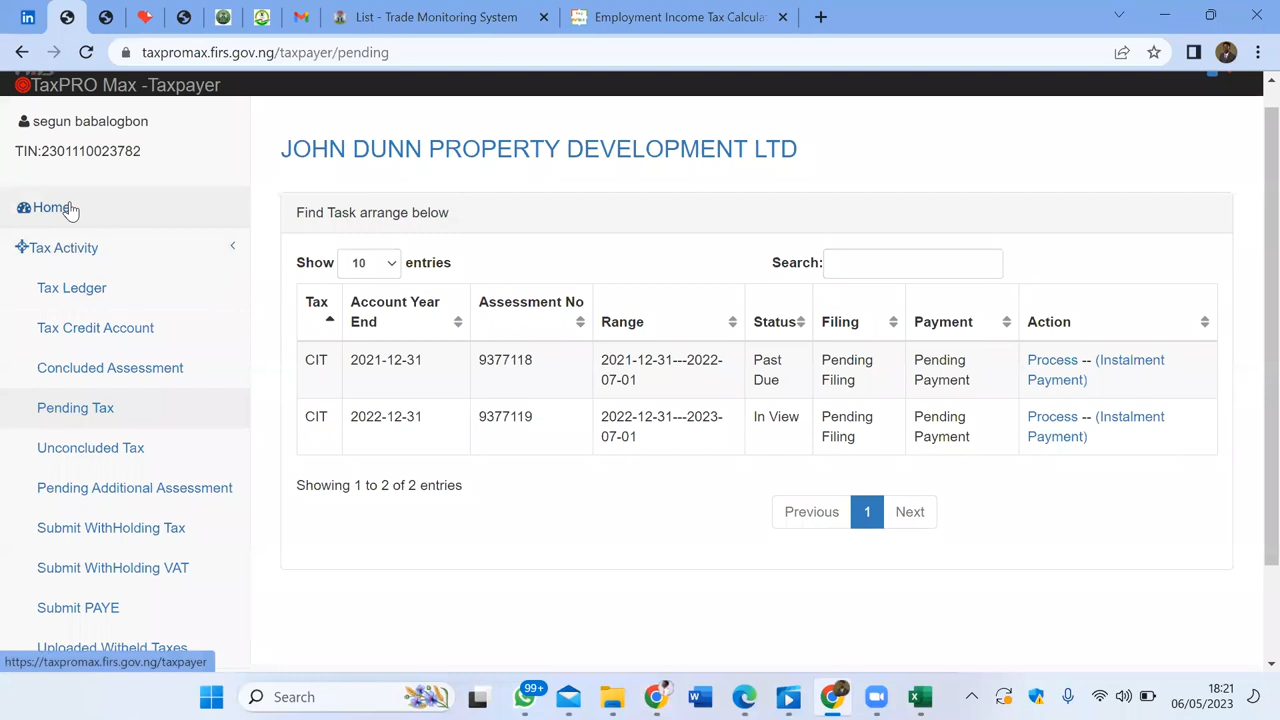 List - Trade Monitoring System
Employment Income Tax Calcula
taxpromax.firs.gov.ng/taxpayer/pending
TaxPRO Max -Taxpayer
segun babalogbon
TIN:2301110023782
Home
Tax Activity
Tax Ledger
Tax Credit Account
Concluded Assessment
Pending Tax
Unconcluded Tax
Pending Additional Assessment
Submit WithHolding Tax
Submit WithHolding VAT
Submit PAYE
Uploaded Witheld Taxes
https://taxpromax.firs.gov.ng/taxpayer
JOHN DUNN PROPERTY DEVELOPMENT LTD
Find Task arrange below
Show 10 entries
Search:
Tax Account Year End Assessment No Range Status Filing Payment Action
CIT 2021-12-31 9377118 2021-12-31---2022-07-01 Past Due Pending Filing Pending Payment Process -- (Instalment Payment)
CIT 2022-12-31 9377119 2022-12-31---2023-07-01 In View Pending Filing Pending Payment Process -- (Instalment Payment)
Showing 1 to 2 of 2 entries
Previous 1 Next
Search
99+
18:21
06/05/2023